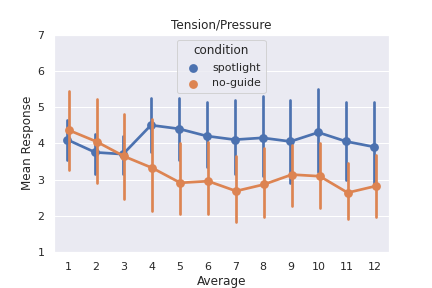 Tension/Pressure
condition
spotlight
no-guide
Mean Response
7
6
5
4
3
2
1
1 2 3 4 5 6 7 8 9 10 11 12
Average